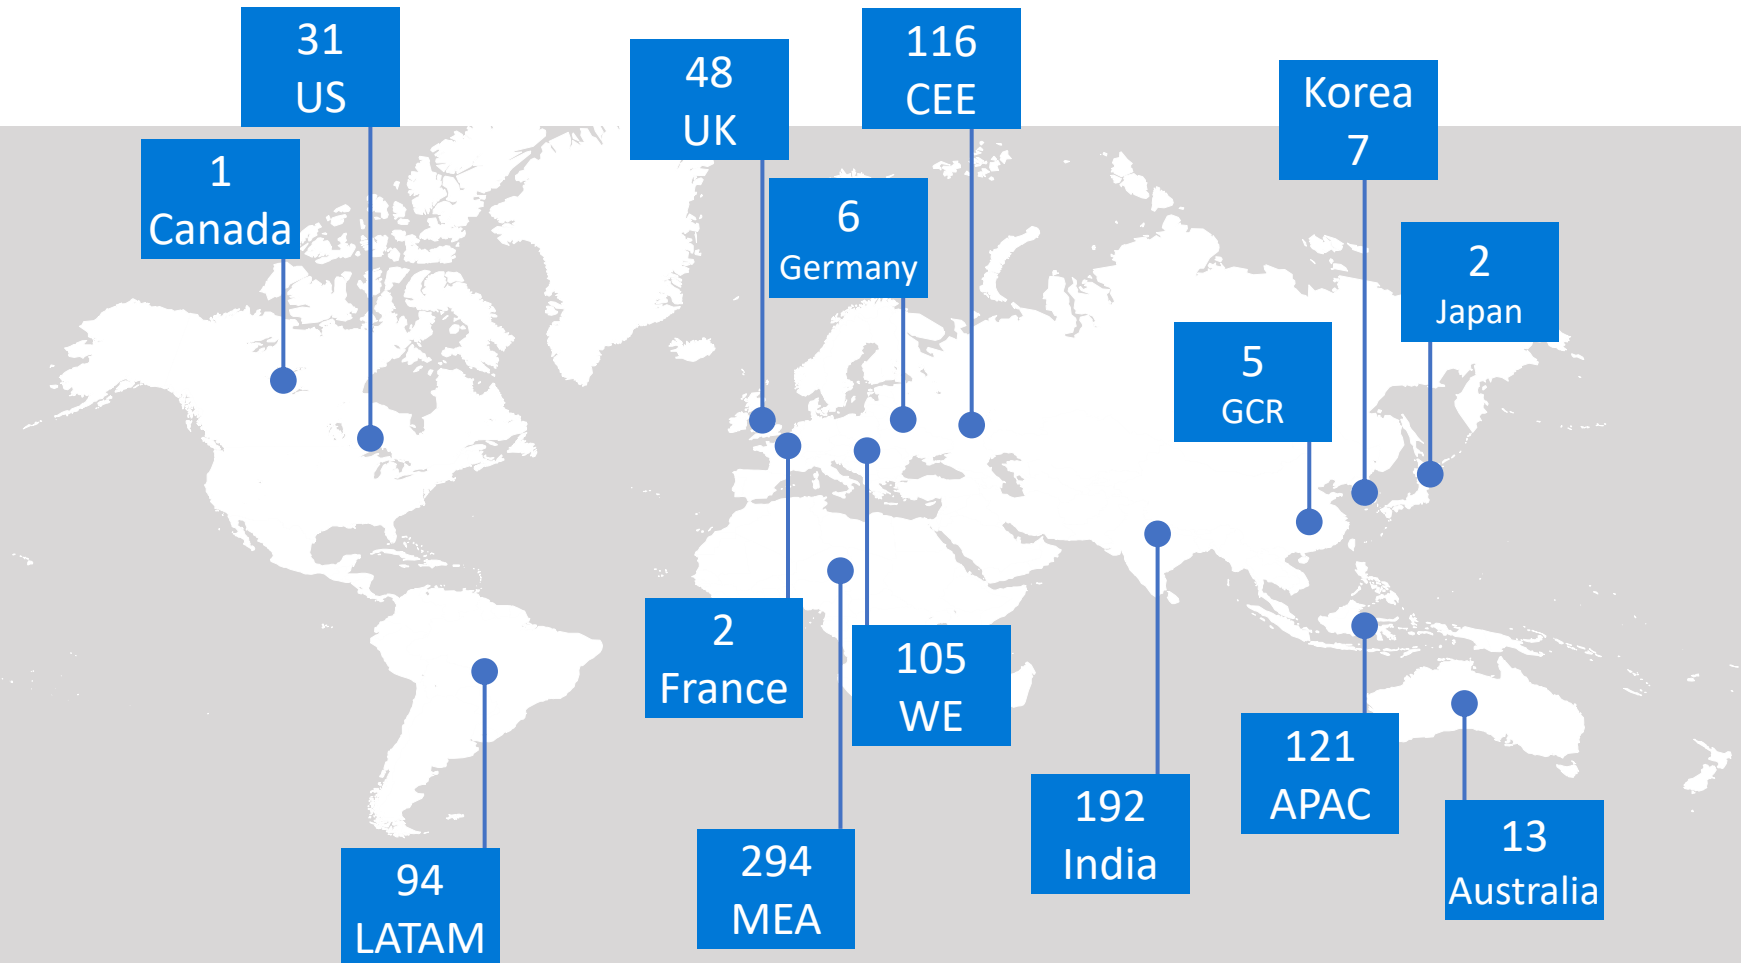 31
US
48
UK
116
CEE
Korea
7
1
Canada
6
Germany
2
Japan
5
GCR
2
France
105
WE
121
APAC
192
India
13
Australia
294
MEA
94
LATAM